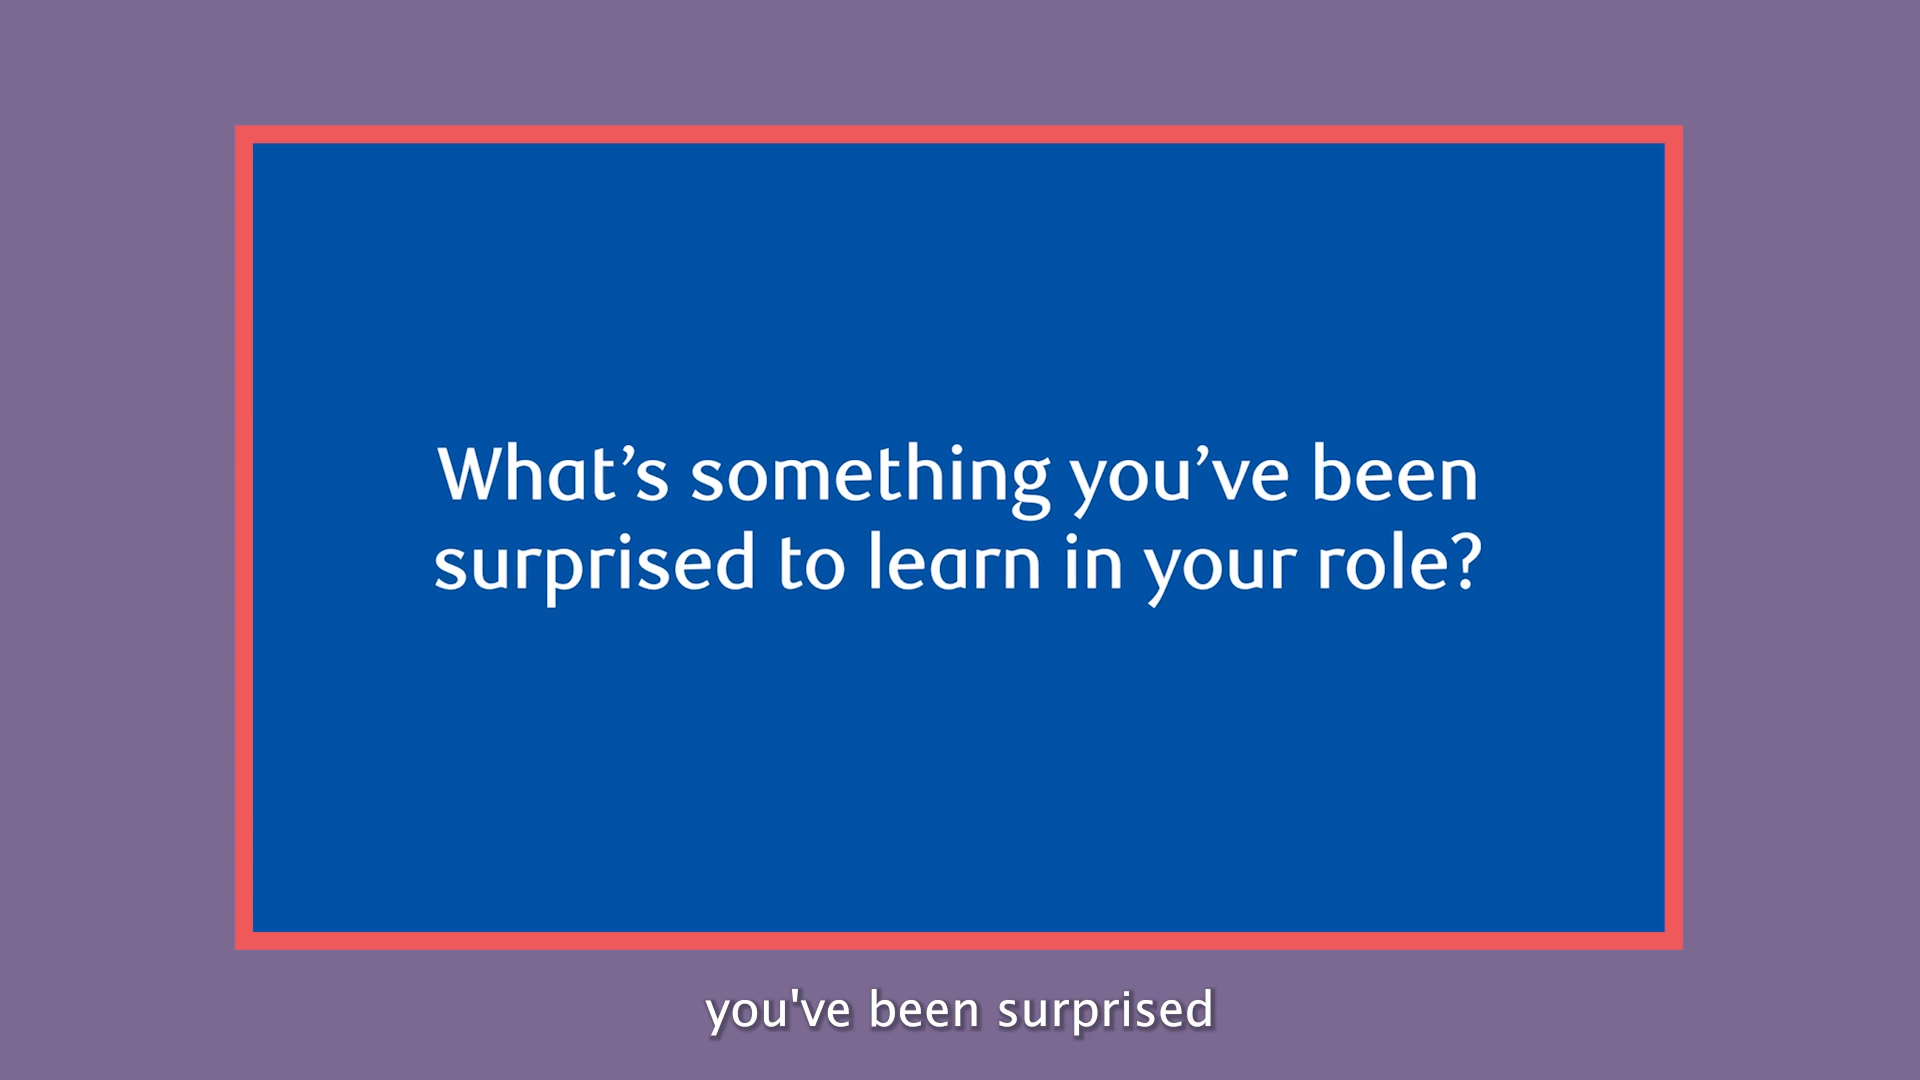 What’s something you’ve been
surprised to learn in your role?
you've been surprised